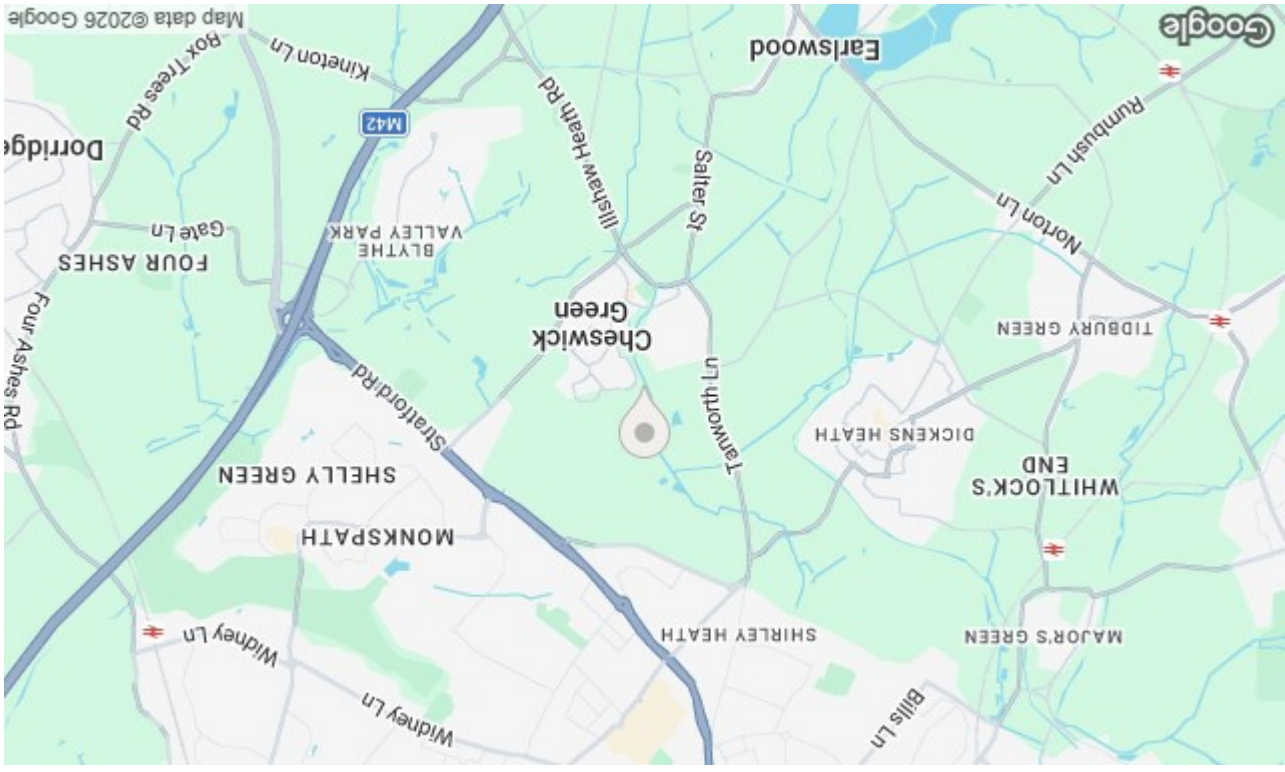 Bills Ln
Widney Ln
MAJOR'S GREEN
SHIRLEY HEATH
Widney Ln
MONKSPATH
WHITLOCK'S
END
SHELLY GREEN
DICKENS HEATH
Tanworth Ln
Stratford Rd
Four Ashes Rd
TIDBURY GREEN
Cheswick
Green
FOUR ASHES
BLYTHE
VALLEY PARK
Gate Ln
Norton Ln
Salter St
Illshaw Heath Rd
Dorridge
Rumbush Ln
M42
Box Trees Rd
Kineton Ln
Earlswood
Google
Map data ©2026 Google